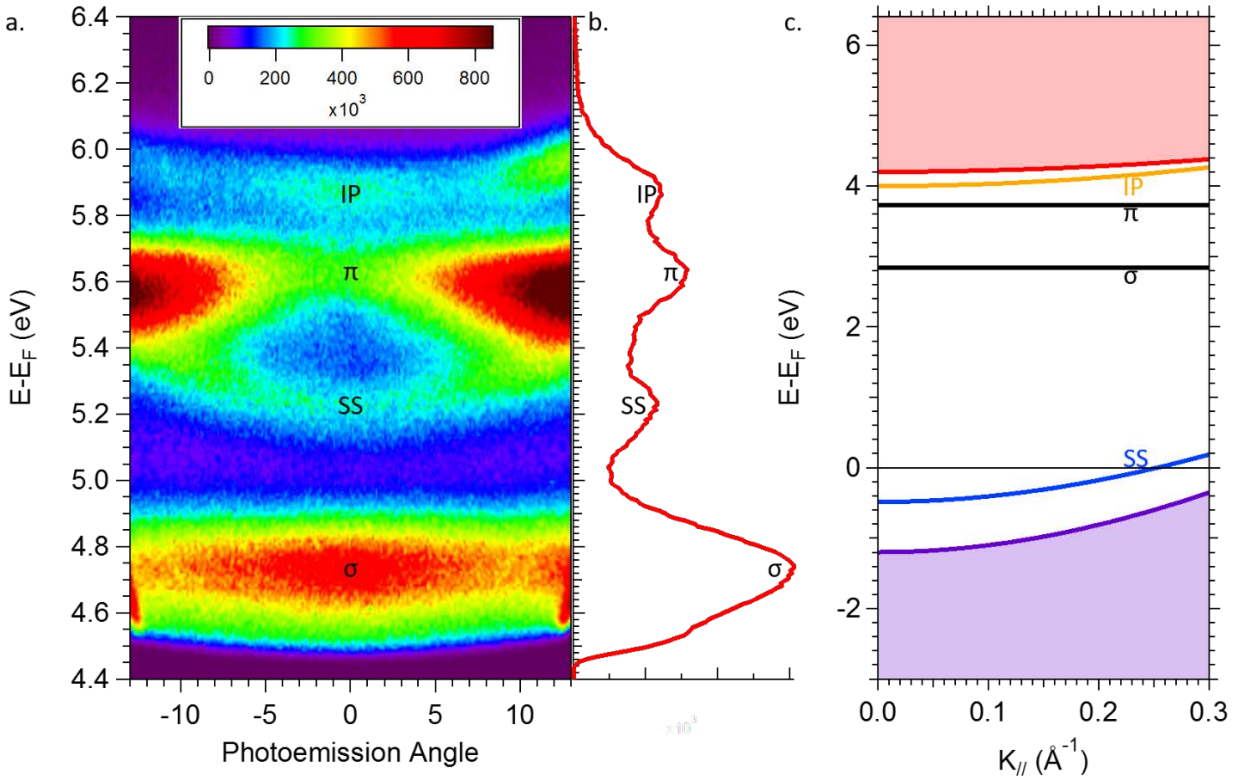 a.
b.
c.
6.4
6.2
6.0
5.8
5.6
5.4
5.2
5.0
4.8
4.6
4.4
E-E_F (eV)
0 200 400 600 800
x10³
IP
π
SS
σ
-10 -5 0 5 10
Photoemission Angle
IP
π
SS
σ
x10³
6
4
2
0
-2
E-E_F (eV)
IP
π
σ
SS
0.0 0.1 0.2 0.3
K_// (Å⁻¹)